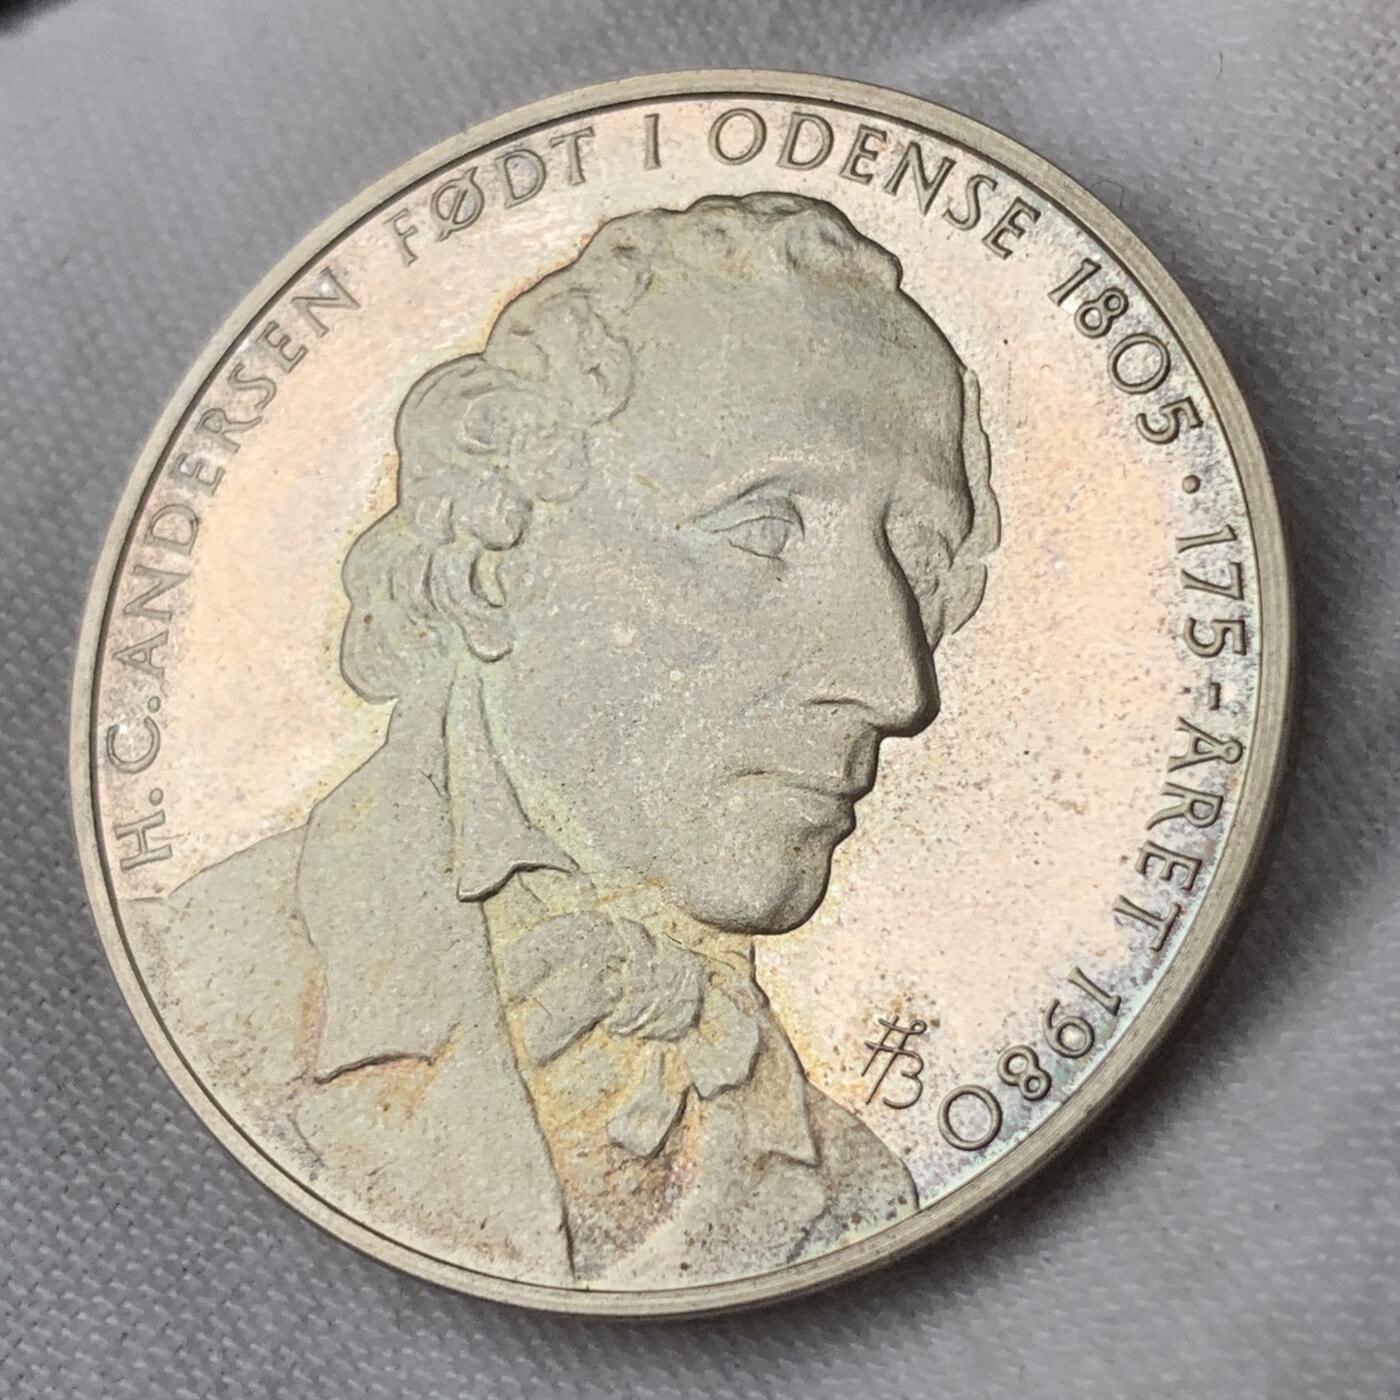 H.C.ANDERSEN FØDT I ODENSE 1805·175-ÅRET 1980